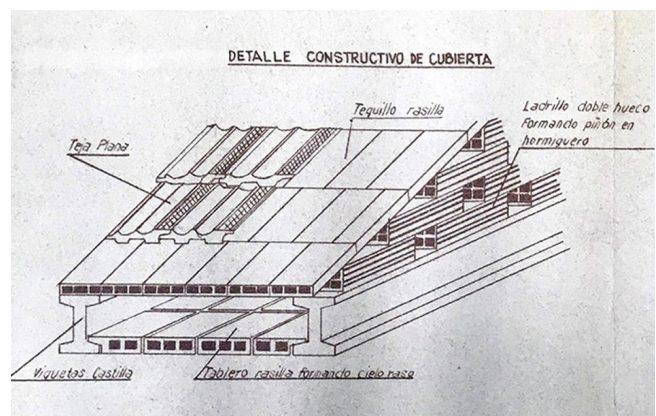 DETALLE CONSTRUCTIVO DE CUBIERTA
Tequillo rasilla
Ladrillo doble hueco
Formando piñón en
hormiguero
Teja Plana
Viguetas Castilla
Tablero rasilla formando cielo raso